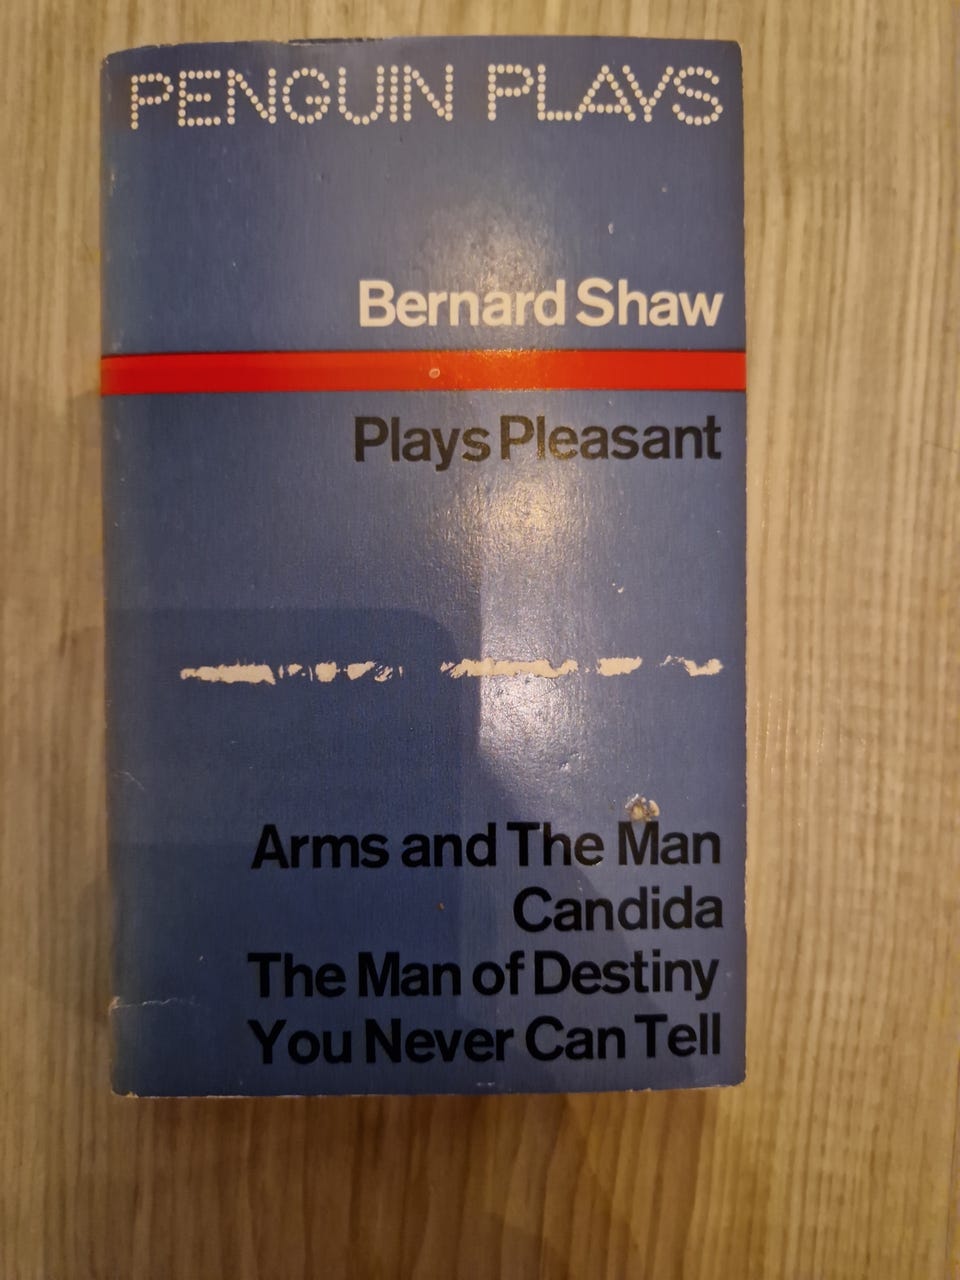 PENGUIN PLAYS
Bernard Shaw
Plays Pleasant
Arms and The Man
Candida
The Man of Destiny
You Never Can Tell